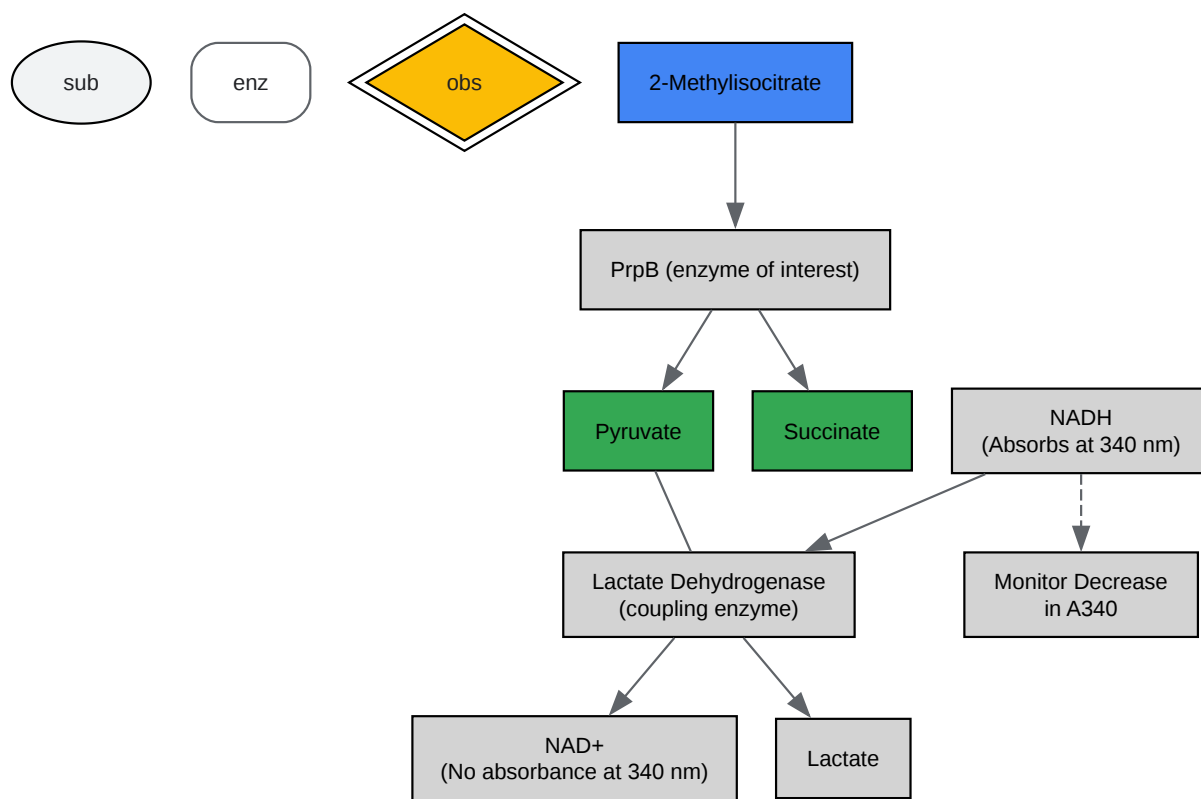 sub
enz
obs
2-Methylisocitrate
PrpB (enzyme of interest)
Pyruvate
Succinate
NADH
(Absorbs at 340 nm)
Lactate Dehydrogenase
(coupling enzyme)
Monitor Decrease
in A340
NAD+
(No absorbance at 340 nm)
Lactate